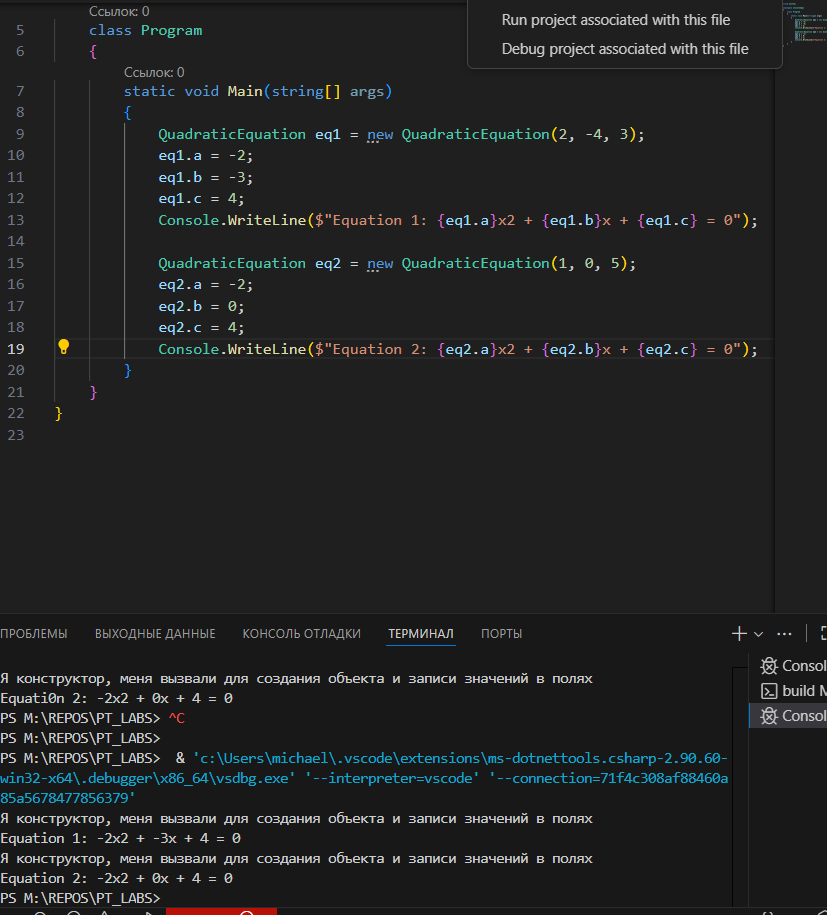 Ссылок: 0
Run project associated with this file
5 class Program
6 {
Debug project associated with this file
Ссылок: 0
7 static void Main(string[] args)
8 {
9 QuadraticEquation eq1 = new QuadraticEquation(2, -4, 3);
10 eq1.a = -2;
11 eq1.b = -3;
12 eq1.c = 4;
13 Console.WriteLine($"Equation 1: {eq1.a}x2 + {eq1.b}x + {eq1.c} = 0");
14
15 QuadraticEquation eq2 = new QuadraticEquation(1, 0, 5);
16 eq2.a = -2;
17 eq2.b = 0;
18 eq2.c = 4;
19 Console.WriteLine($"Equation 2: {eq2.a}x2 + {eq2.b}x + {eq2.c} = 0");
20 }
21 }
22 }
23
ПРОБЛЕМЫ ВЫХОДНЫЕ ДАННЫЕ КОНСОЛЬ ОТЛАДКИ ТЕРМИНАЛ ПОРТЫ
Я конструктор, меня вызвали для создания объекта и записи значений в полях
Equati0n 2: -2x2 + 0x + 4 = 0
PS M:\REPOS\PT_LABS> ^C
PS M:\REPOS\PT_LABS>
PS M:\REPOS\PT_LABS> & 'c:\Users\michael\.vscode\extensions\ms-dotnettools.csharp-2.90.60-
win32-x64\.debugger\x86_64\vsdbg.exe' '--interpreter=vscode' '--connection=71f4c308af88460a
85a5678477856379'
Я конструктор, меня вызвали для создания объекта и записи значений в полях
Equation 1: -2x2 + -3x + 4 = 0
Я конструктор, меня вызвали для создания объекта и записи значений в полях
Equation 2: -2x2 + 0x + 4 = 0
PS M:\REPOS\PT_LABS>
Consol
build M
Consol